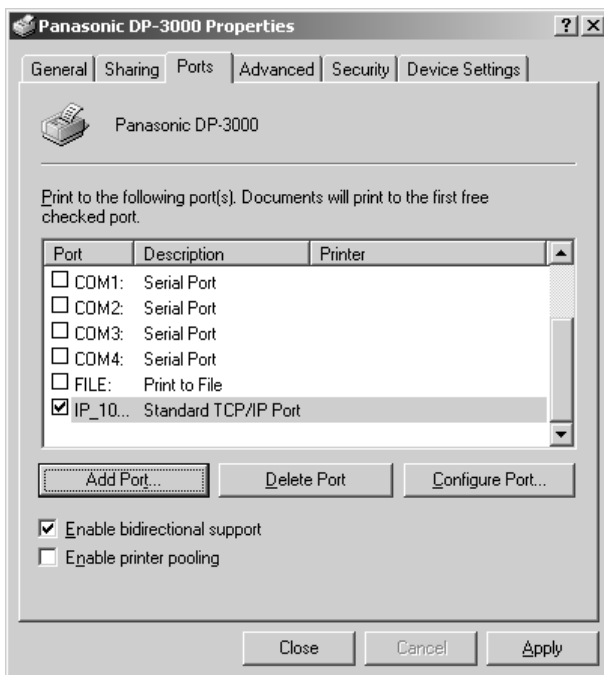 Panasonic DP-3000 Properties
General Sharing Ports Advanced Security Device Settings
Panasonic DP-3000
Print to the following port(s). Documents will print to the first free
checked port.
Port Description Printer
COM1: Serial Port
COM2: Serial Port
COM3: Serial Port
COM4: Serial Port
FILE: Print to File
IP_10... Standard TCP/IP Port
Add Port... Delete Port Configure Port...
Enable bidirectional support
Enable printer pooling
Close Cancel Apply